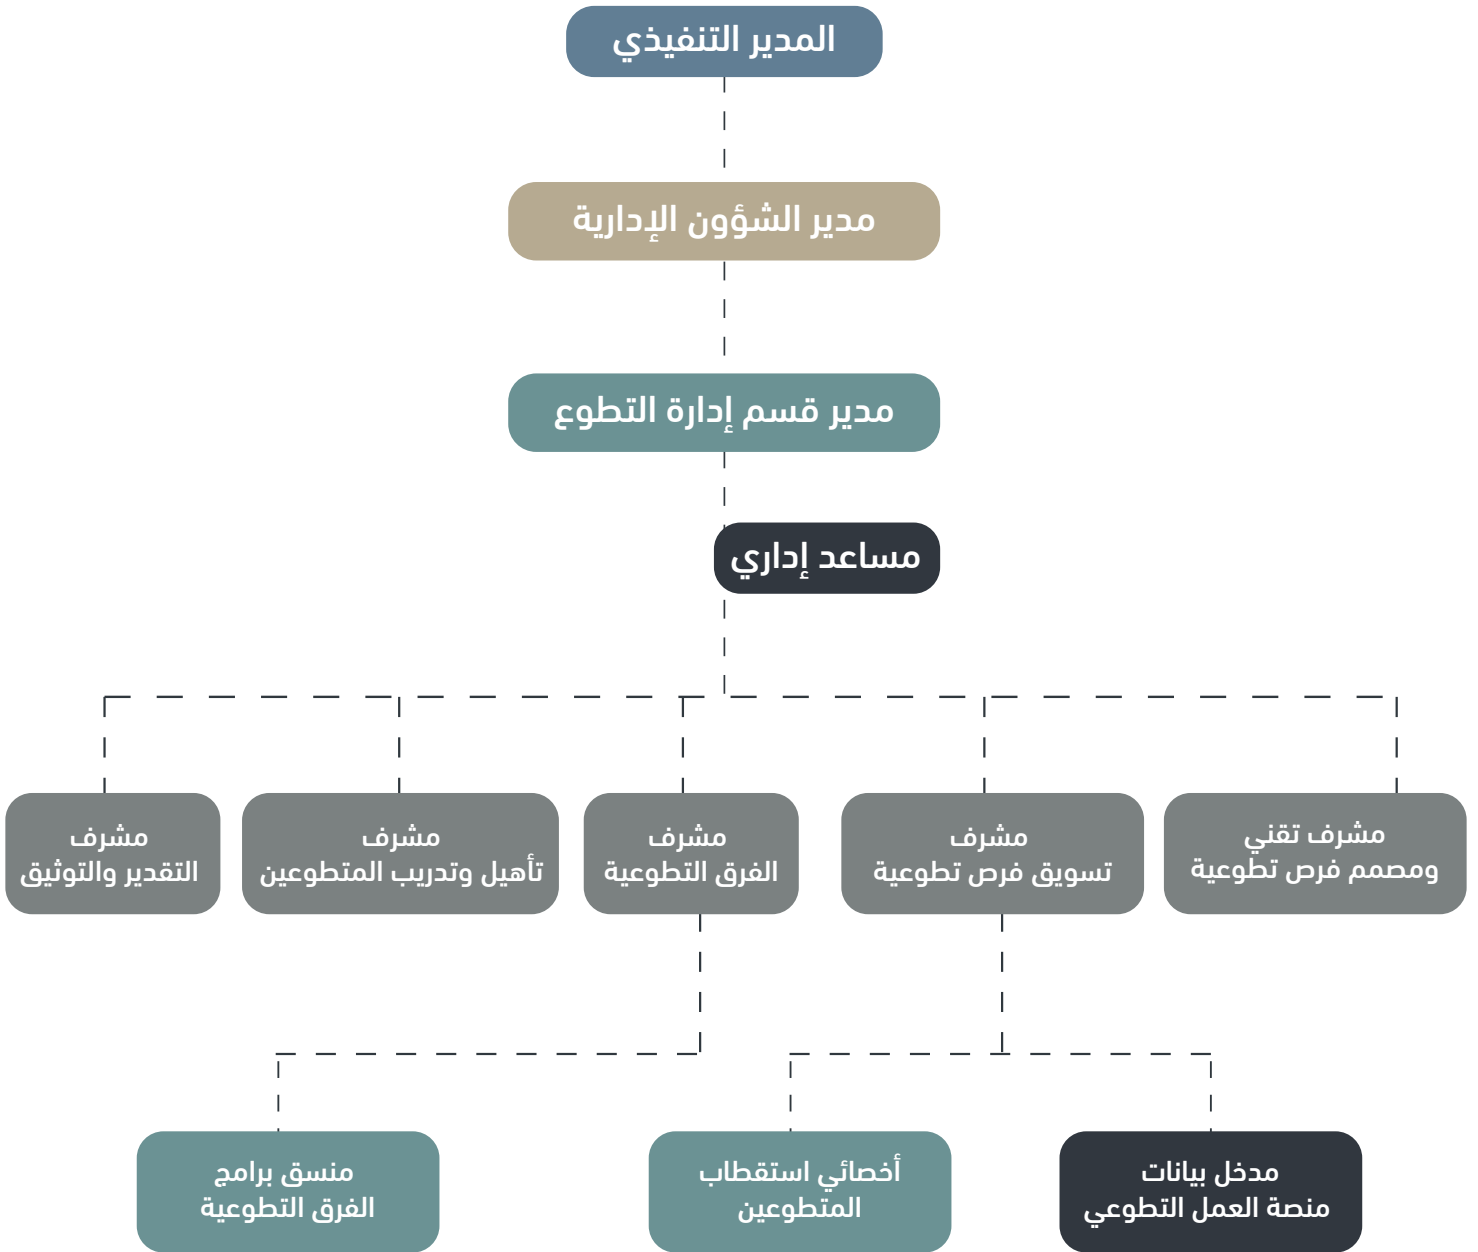 المدير التنفيذي
مدير الشؤون الإدارية
مدير قسم إدارة التطوع
مساعد إداري
مشرف تقني
ومصمم فرص تطوعية
مشرف
تسويق فرص تطوعية
مشرف
الفرق التطوعية
مشرف
تأهيل وتدريب المتطوعين
مشرف
التقدير والتوثيق
مدخل بيانات
منصة العمل التطوعي
أخصائي استقطاب
المتطوعين
منسق برامج
الفرق التطوعية